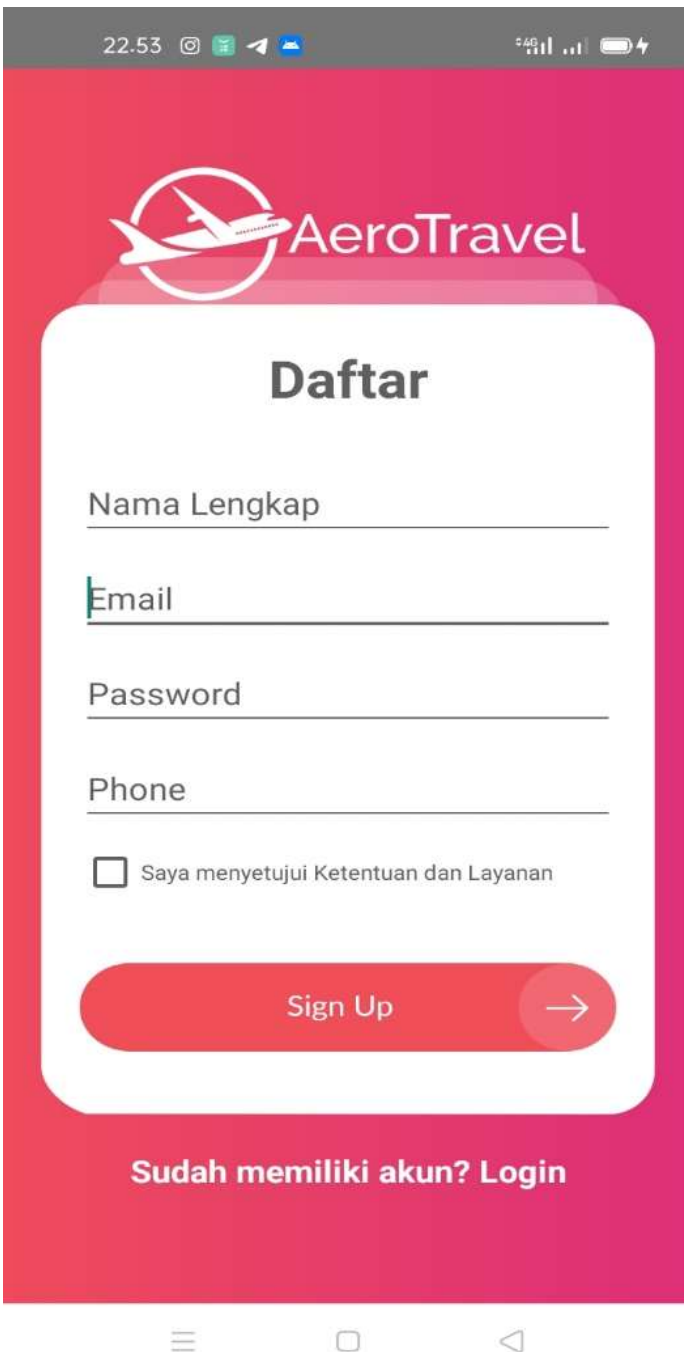 22.53
4G
AeroTravel
Daftar
Nama Lengkap
Email
Password
Phone
Saya menyetujui Ketentuan dan Layanan
Sign Up
Sudah memiliki akun? Login